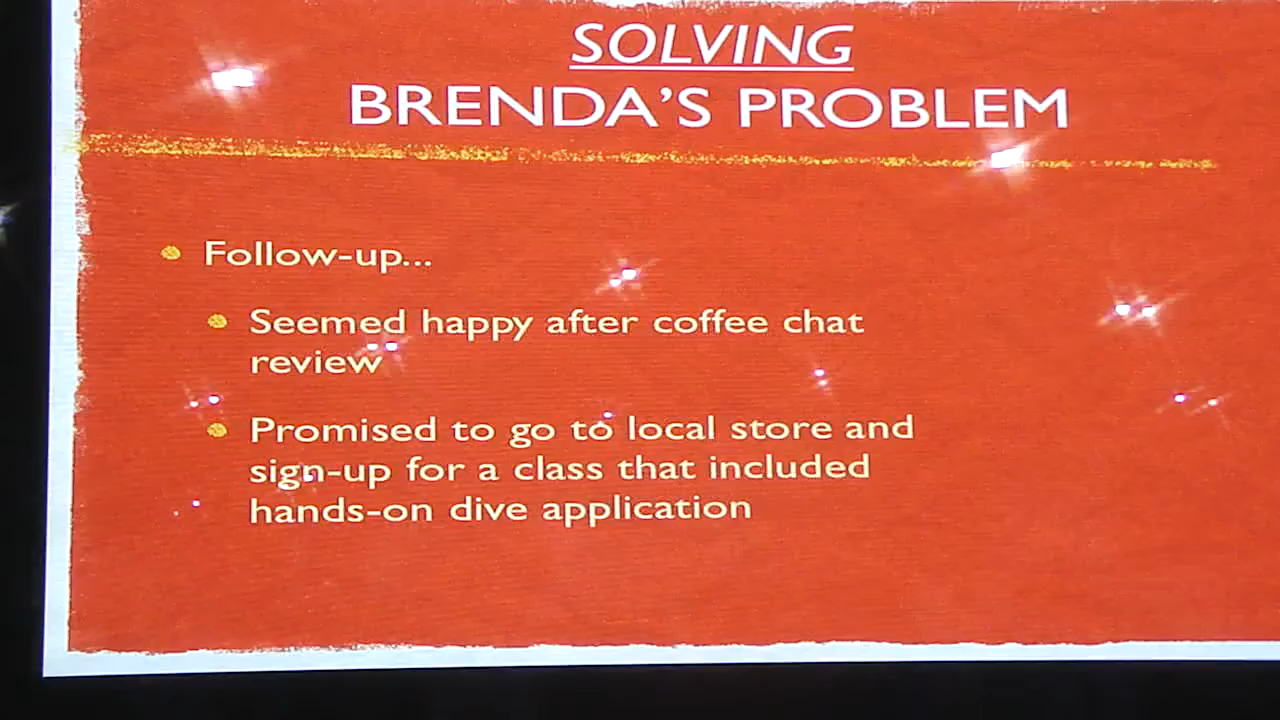 SOLVING
BRENDA'S PROBLEM
Follow-up...
Seemed happy after coffee chat
review
Promised to go to local store and
sign-up for a class that included
hands-on dive application